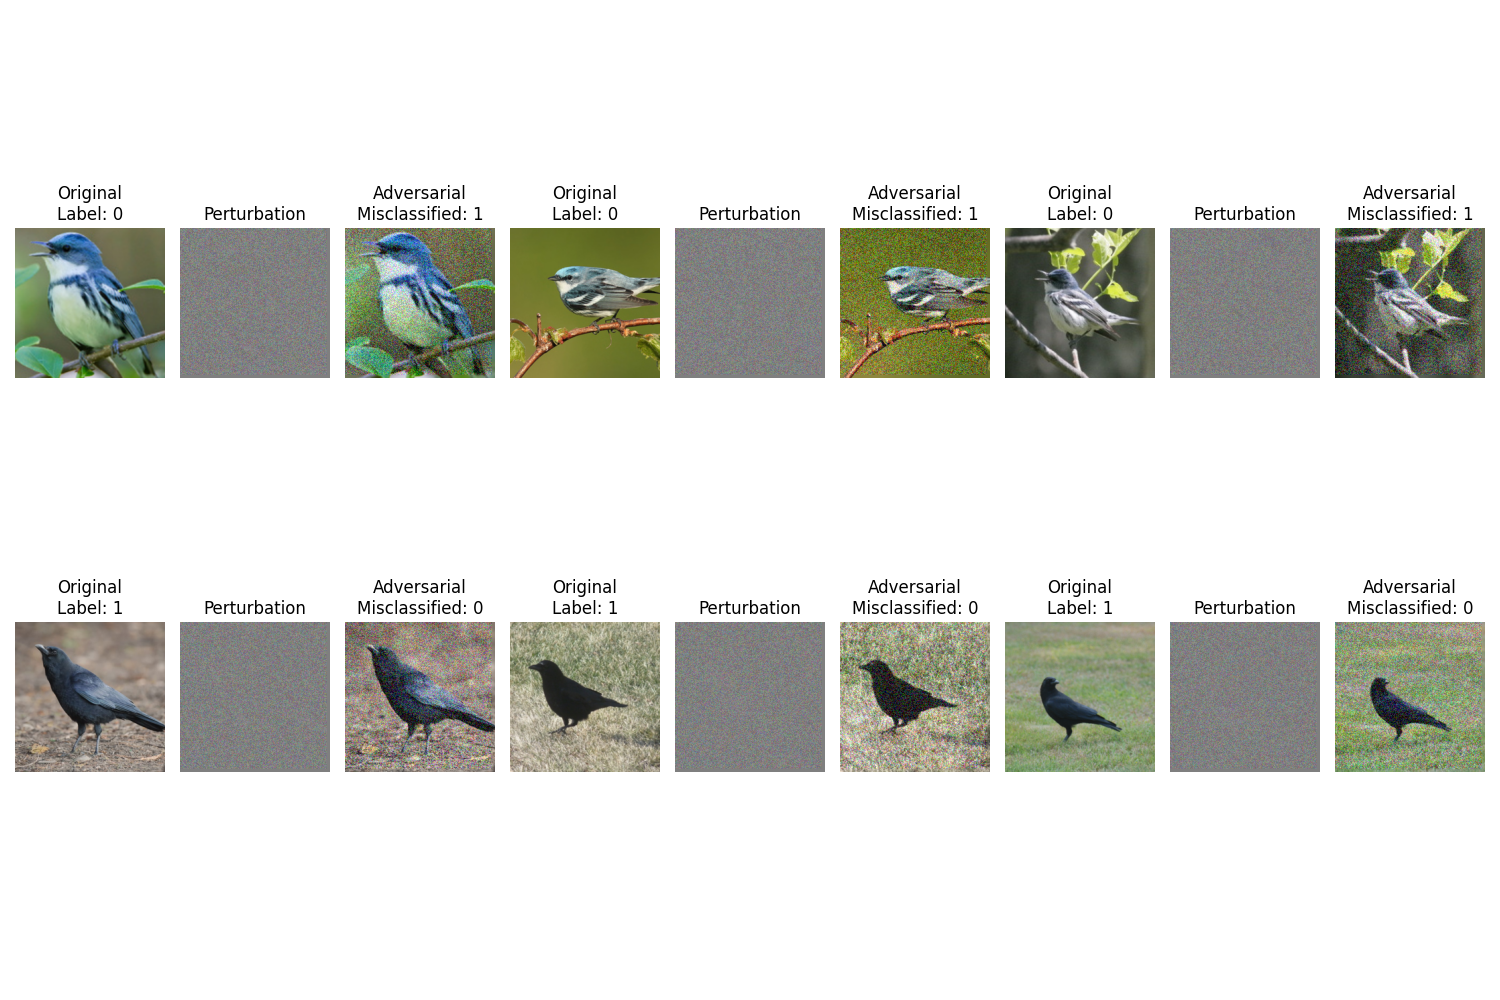 Original
Label: 0
Perturbation
Adversarial
Misclassified: 1
Original
Label: 0
Perturbation
Adversarial
Misclassified: 1
Original
Label: 0
Perturbation
Adversarial
Misclassified: 1
Original
Label: 1
Perturbation
Adversarial
Misclassified: 0
Original
Label: 1
Perturbation
Adversarial
Misclassified: 0
Original
Label: 1
Perturbation
Adversarial
Misclassified: 0